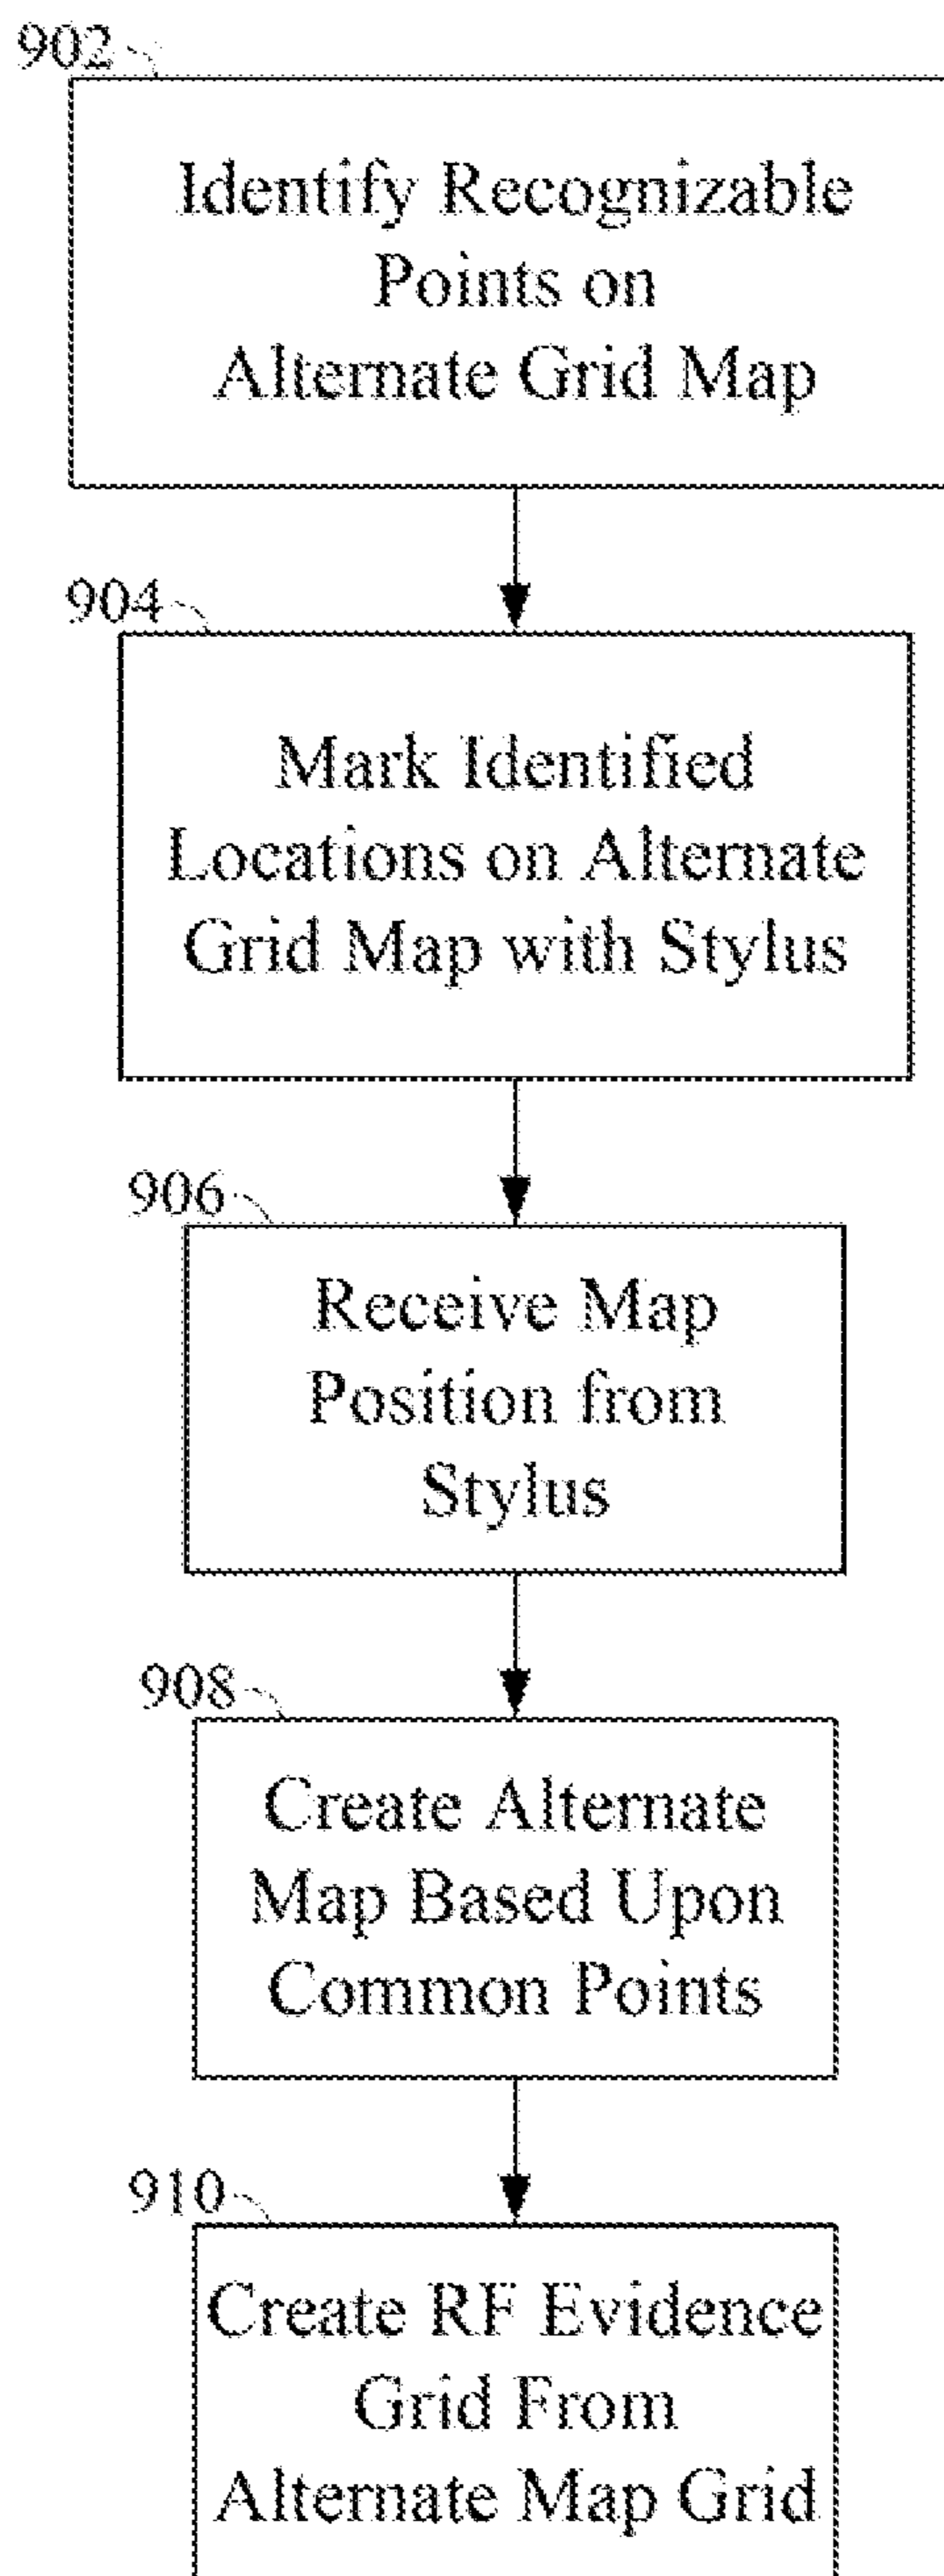 902
Identify Recognizable
Points on
Alternate Grid Map
904
Mark Identified
Locations on Alternate
Grid Map with Stylus
906
Receive Map
Position from
Stylus
908
Create Alternate
Map Based Upon
Common Points
910
Create RF Evidence
Grid From
Alternate Map Grid